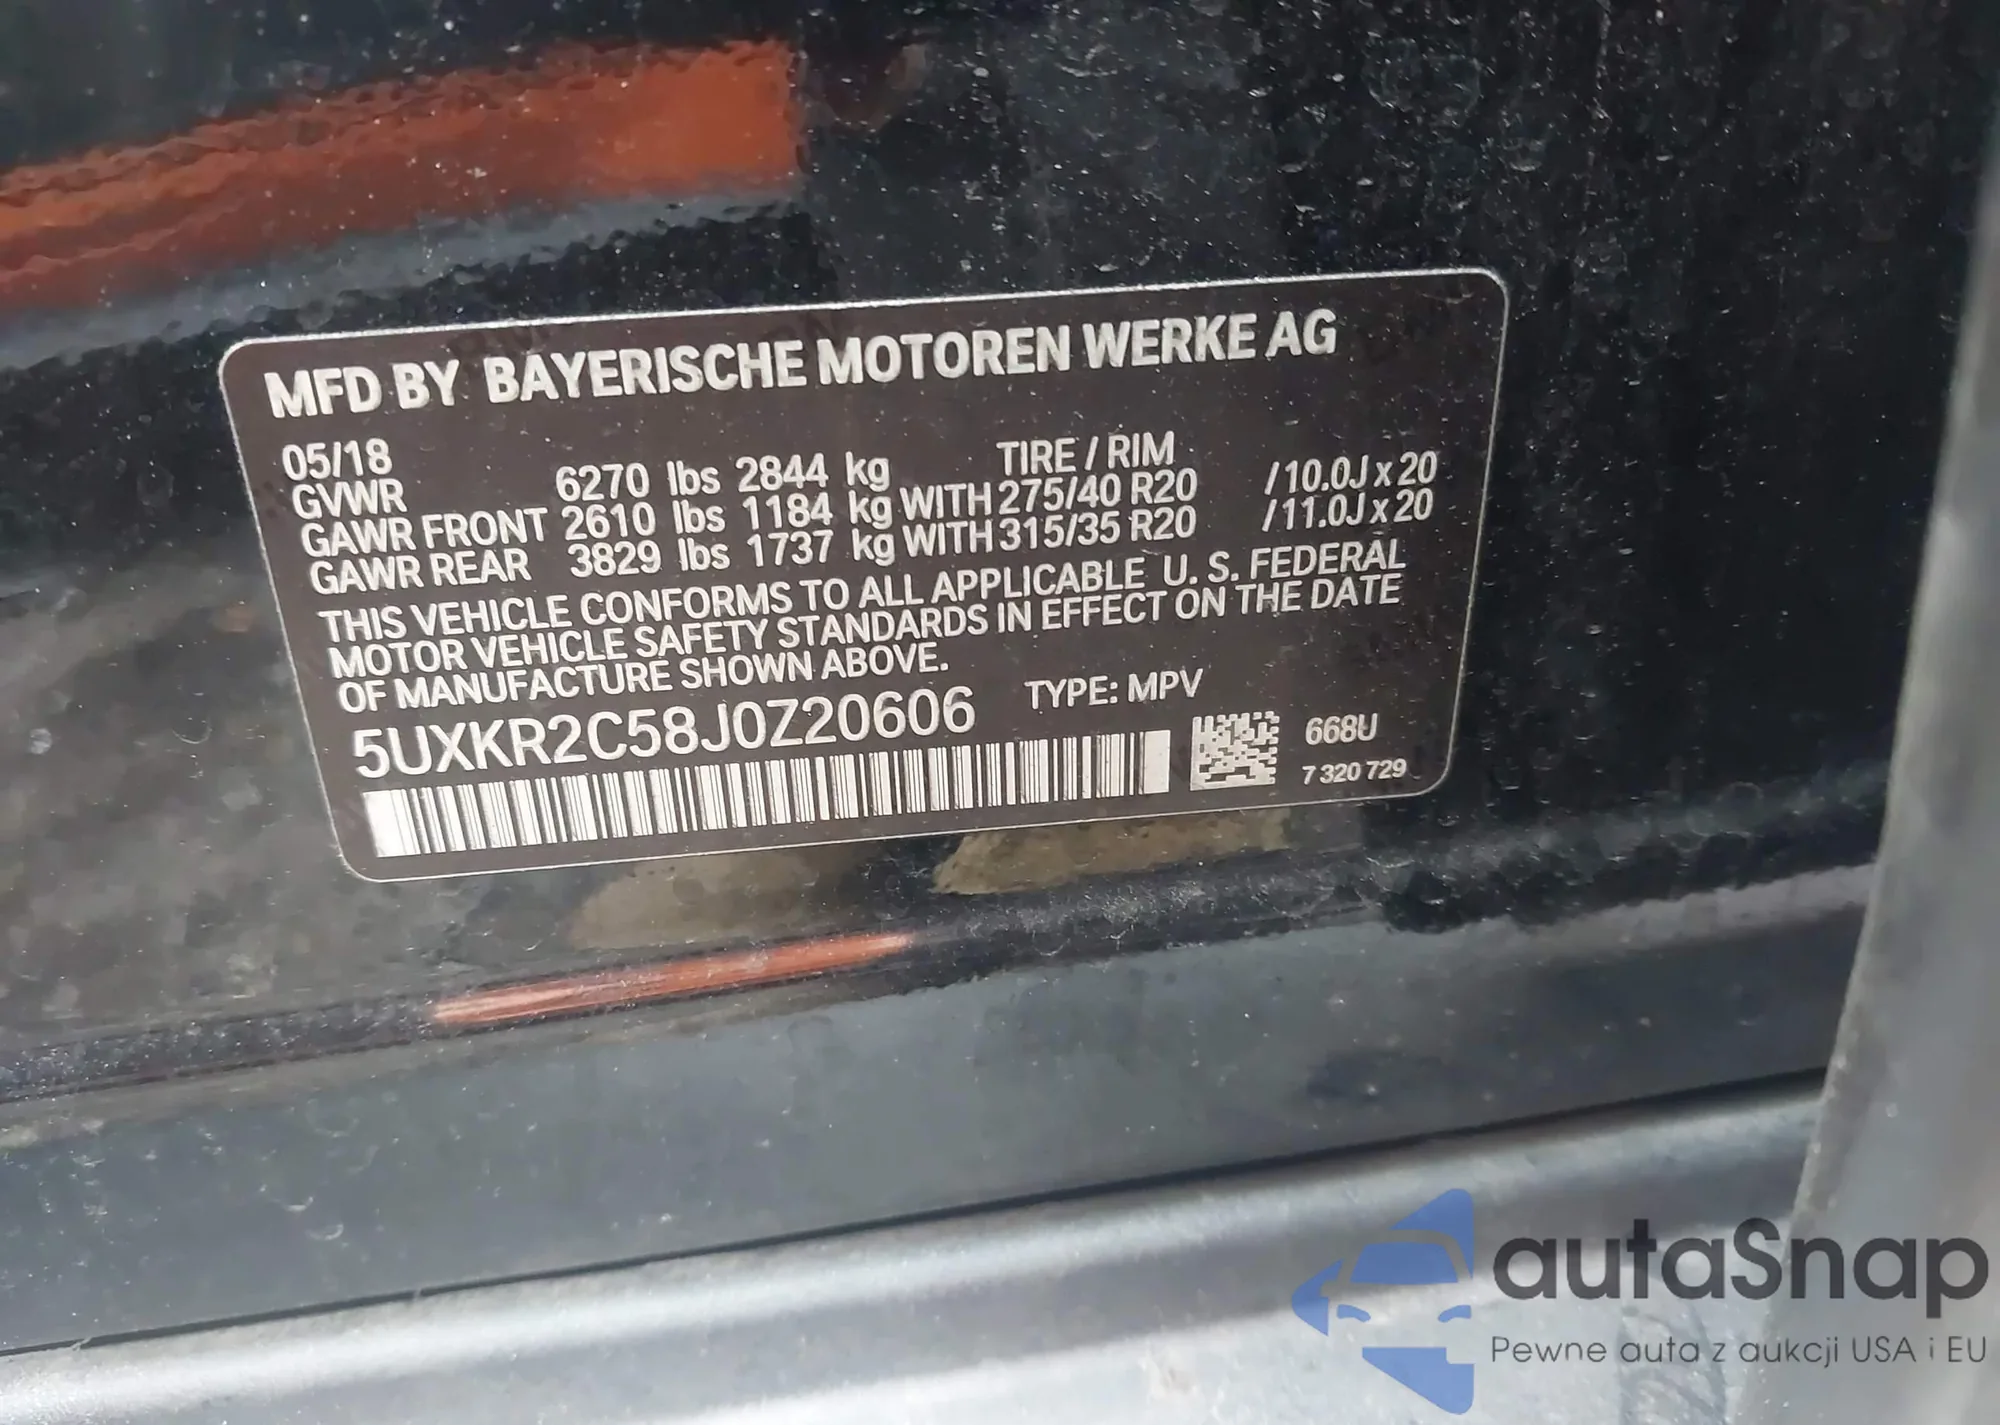 MFD BY BAYERISCHE MOTOREN WERKE AG
05/18 TIRE / RIM
GVWR 6270 lbs 2844 kg
GAWR FRONT 2610 lbs 1184 kg WITH 275/40 R20 /10.0J x 20
GAWR REAR 3829 lbs 1737 kg WITH 315/35 R20 /11.0J x 20
THIS VEHICLE CONFORMS TO ALL APPLICABLE U. S. FEDERAL
MOTOR VEHICLE SAFETY STANDARDS IN EFFECT ON THE DATE
OF MANUFACTURE SHOWN ABOVE.
5UXKR2C58J0Z20606 TYPE: MPV
668U
7 320 729
autaSnap
Pewne auta z aukcji USA i EU